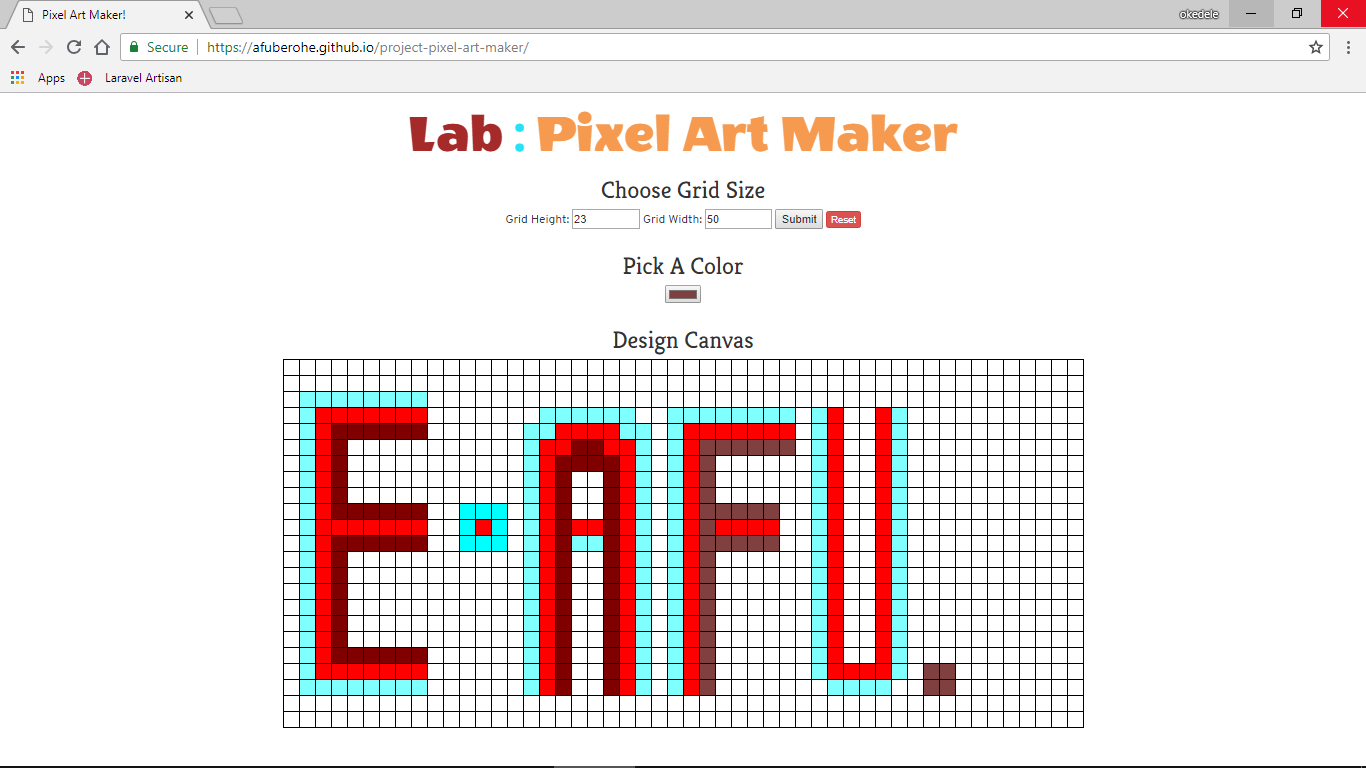 Pixel Art Maker!
okedele
Secure https://afuberohe.github.io/project-pixel-art-maker/
Apps Laravel Artisan
Lab : Pixel Art Maker
Choose Grid Size
Grid Height: 23 Grid Width: 50 Submit Reset
Pick A Color
Design Canvas
E·AFU.